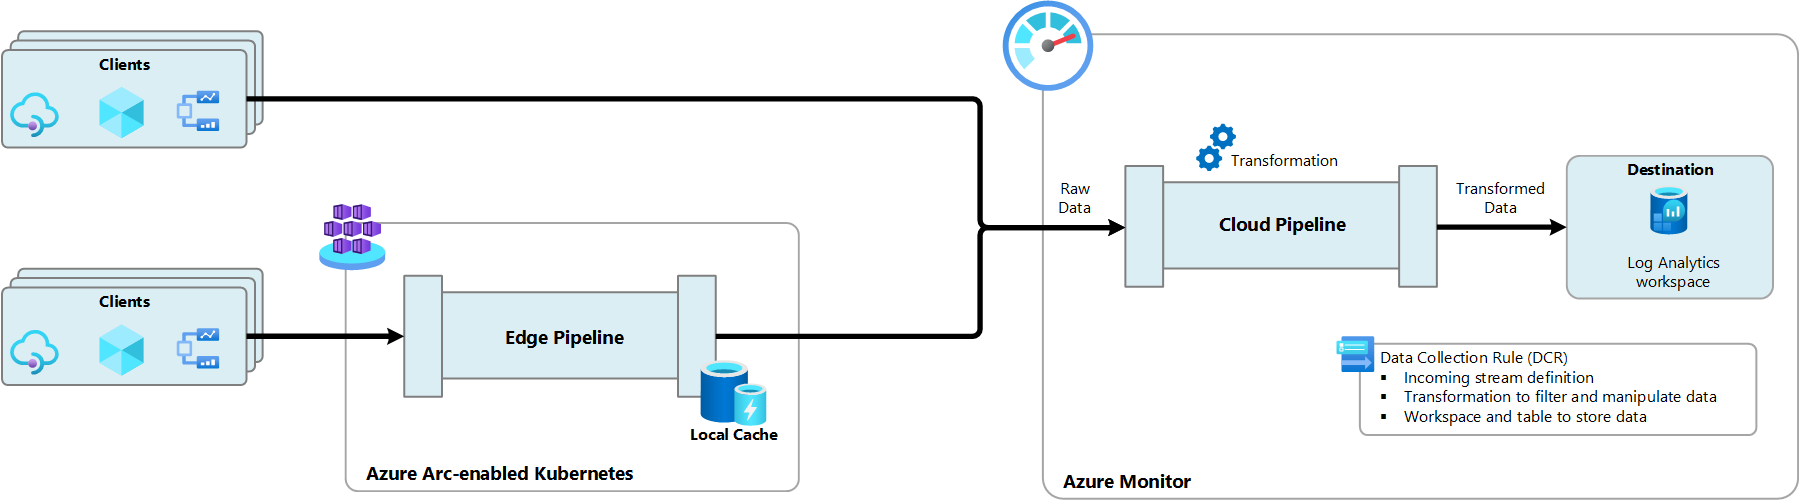 Clients
Clients
Edge Pipeline
Local Cache
Azure Arc-enabled Kubernetes
Raw
Data
Transformation
Cloud Pipeline
Transformed
Data
Destination
Log Analytics
workspace
Data Collection Rule (DCR)
▪ Incoming stream definition
▪ Transformation to filter and manipulate data
▪ Workspace and table to store data
Azure Monitor